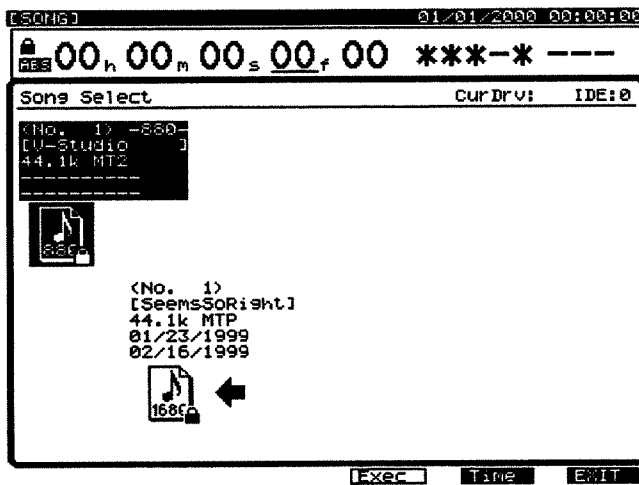 [SONG] 01/01/2000 00:00:00
ABS 00h 00m 00s 00f 00 ***-* ---
Song Select CurDrv: IDE:0
(No. 1) -880-
[V-Studio ]
44.1k MT2
----------
----------
880
(No. 1)
[SeemsSoRight]
44.1k MTP
01/23/1999
02/16/1999
1680
Exec Time EXIT